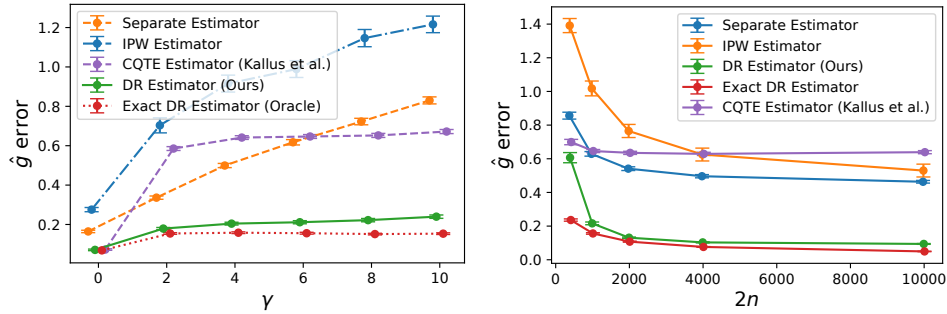 Separate Estimator
IPW Estimator
CQTE Estimator (Kallus et al.)
DR Estimator (Ours)
Exact DR Estimator (Oracle)
ĝ error
1.2
1.0
0.8
0.6
0.4
0.2
0
2
4
6
8
10
γ
Separate Estimator
IPW Estimator
DR Estimator (Ours)
Exact DR Estimator
CQTE Estimator (Kallus et al.)
ĝ error
1.4
1.2
1.0
0.8
0.6
0.4
0.2
0.0
0
2000
4000
6000
8000
10000
2n